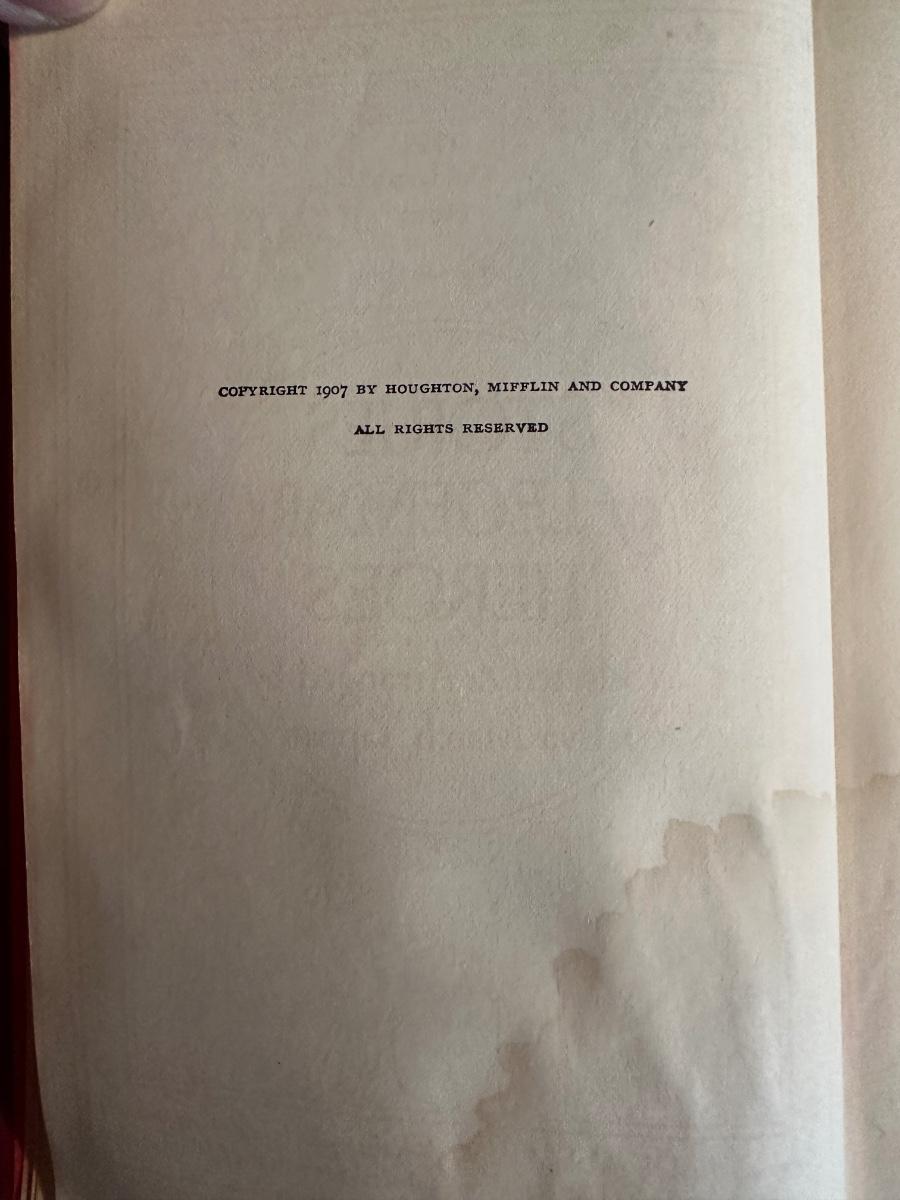 COPYRIGHT 1907 BY HOUGHTON, MIFFLIN AND COMPANY
ALL RIGHTS RESERVED